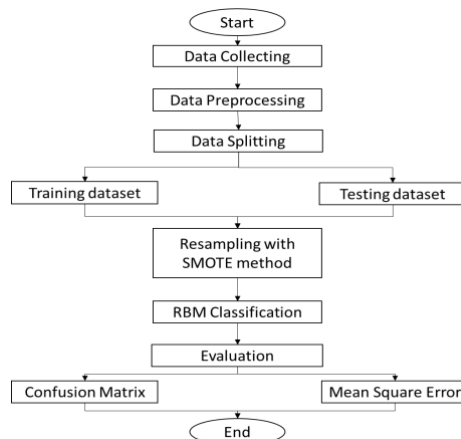 Start
Data Collecting
Data Preprocessing
Data Splitting
Training dataset
Testing dataset
Resampling with
SMOTE method
RBM Classification
Evaluation
Confusion Matrix
Mean Square Error
End